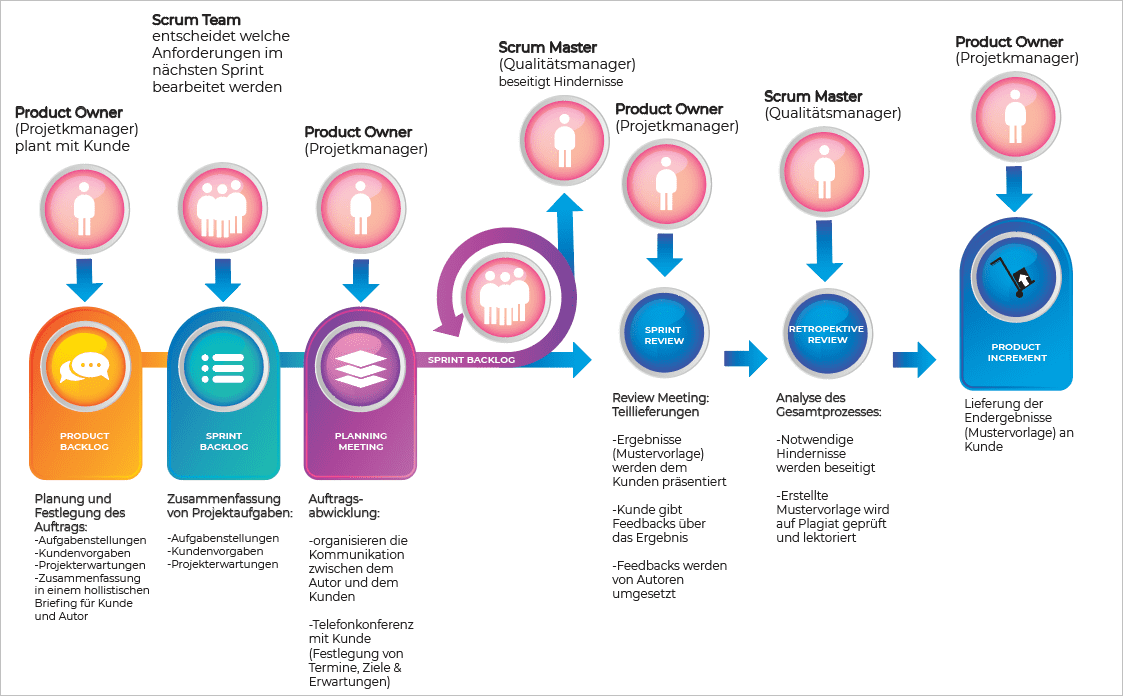 Product Owner
(Projetkmanager)
plant mit Kunde
Scrum Team
entscheidet welche
Anforderungen im
nächsten Sprint
bearbeitet werden
Product Owner
(Projetkmanager)
Scrum Master
(Qualitätsmanager)
beseitigt Hindernisse
Product Owner
(Projetkmanager)
Scrum Master
(Qualitätsmanager)
Product Owner
(Projetkmanager)
PRODUCT
BACKLOG
SPRINT
BACKLOG
PLANNING
MEETING
SPRINT BACKLOG
SPRINT
REVIEW
RETROPEKTIVE
REVIEW
PRODUCT
INCREMENT
Planung und
Festlegung des
Auftrags:
-Aufgabenstellungen
-Kundenvorgaben
-Projekterwartungen
-Zusammenfassung
in einem hollistischen
Briefing für Kunde
und Autor
Zusammenfassung
von Projektaufgaben:
-Aufgabenstellungen
-Kundenvorgaben
-Projekterwartungen
Auftrags-
abwicklung:
-organisieren die
Kommunikation
zwischen dem
Autor und dem
Kunden
-Telefonkonferenz
mit Kunde
(Festlegung von
Termine, Ziele &
Erwartungen)
Review Meeting:
Teillieferungen
-Ergebnisse
(Mustervorlage)
werden dem
Kunden präsentiert
-Kunde gibt
Feedbacks über
das Ergebnis
-Feedbacks werden
von Autoren
umgesetzt
Analyse des
Gesamtprozesses:
-Notwendige
Hindernisse
werden beseitigt
-Erstellte
Mustervorlage wird
auf Plagiat geprüft
und lektoriert
Lieferung der
Endergebnisse
(Mustervorlage) an
Kunde